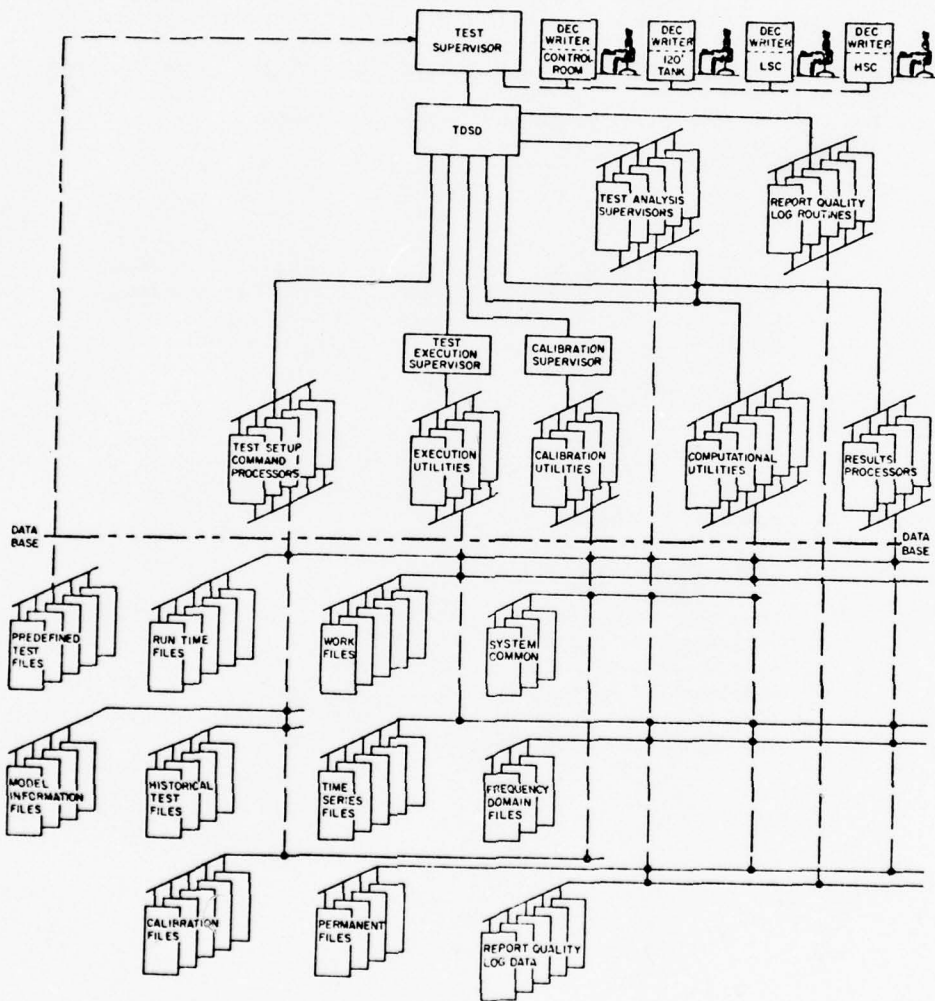 TEST
SUPERVISOR
DEC
WRITER
CONTROL
ROOM
DEC
WRITER
120'
TANK
DEC
WRITER
LSC
DEC
WRITER
HSC
TDSD
TEST ANALYSIS
SUPERVISORS
REPORT QUALITY
LOG ROUTINES
TEST
EXECUTION
SUPERVISOR
CALIBRATION
SUPERVISOR
TEST SETUP
COMMAND
PROCESSORS
EXECUTION
UTILITIES
CALIBRATION
UTILITIES
COMPUTATIONAL
UTILITIES
RESULTS
PROCESSORS
DATA
BASE
DATA
BASE
PREDEFINED
TEST
FILES
RUN TIME
FILES
WORK
FILES
SYSTEM
COMMON
MODEL
INFORMATION
FILES
HISTORICAL
TEST
FILES
TIME
SERIES
FILES
FREQUENCY
DOMAIN
FILES
CALIBRATION
FILES
PERMANENT
FILES
REPORT QUALITY
LOG DATA